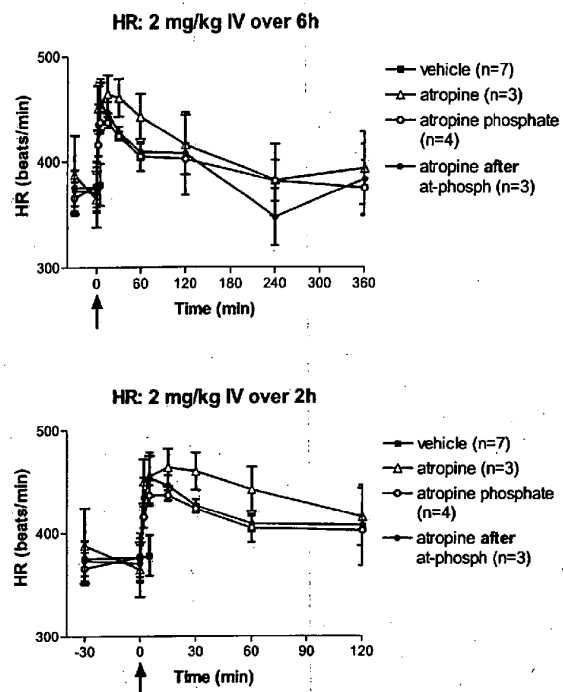 HR: 2 mg/kg IV over 6h
HR (beats/min)
500
400
300
0
60
120
180
240
300
360
Time (min)
vehicle (n=7)
atropine (n=3)
atropine phosphate
(n=4)
atropine after
at-phosph (n=3)
HR: 2 mg/kg IV over 2h
HR (beats/min)
500
400
300
-30
0
30
60
90
120
Time (min)
vehicle (n=7)
atropine (n=3)
atropine phosphate
(n=4)
atropine after
at-phosph (n=3)